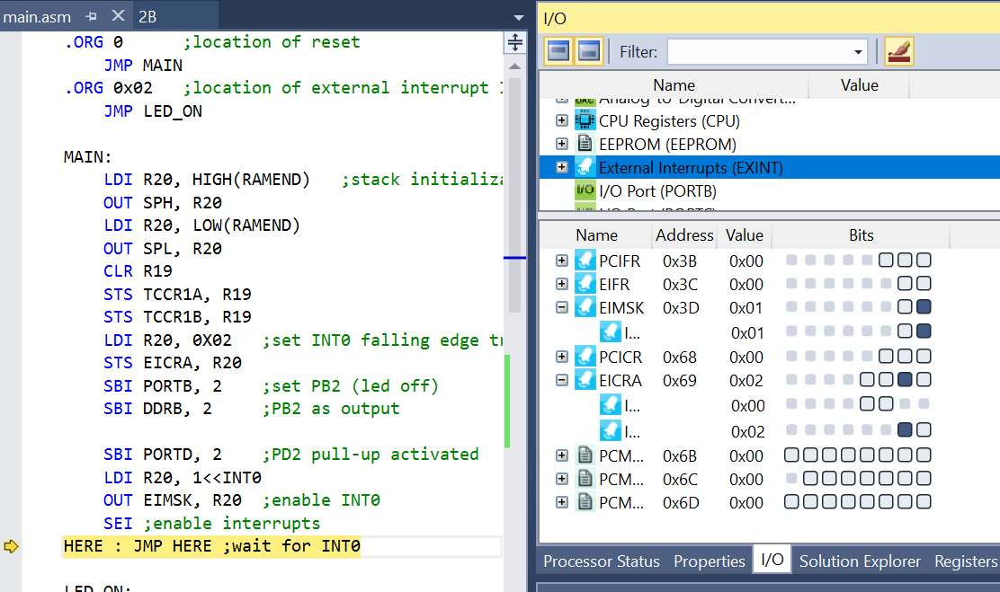 main.asm
2B
.ORG 0 ;location of reset
JMP MAIN
.ORG 0x02 ;location of external interrupt
JMP LED_ON
MAIN:
LDI R20, HIGH(RAMEND) ;stack initializa
OUT SPH, R20
LDI R20, LOW(RAMEND)
OUT SPL, R20
CLR R19
STS TCCR1A, R19
STS TCCR1B, R19
LDI R20, 0X02 ;set INT0 falling edge tr
STS EICRA, R20
SBI PORTB, 2 ;set PB2 (led off)
SBI DDRB, 2 ;PB2 as output
SBI PORTD, 2 ;PD2 pull-up activated
LDI R20, 1<<INT0
OUT EIMSK, R20 ;enable INT0
SEI ;enable interrupts
HERE : JMP HERE ;wait for INT0
LED_ON:
I/O
Filter:
Name Value
Analog-to-Digital Convert...
CPU Registers (CPU)
EEPROM (EEPROM)
External Interrupts (EXINT)
I/O I/O Port (PORTB)
Name Address Value Bits
PCIFR 0x3B 0x00
EIFR 0x3C 0x00
EIMSK 0x3D 0x01
I... 0x01
PCICR 0x68 0x00
EICRA 0x69 0x02
I... 0x00
I... 0x02
PCM... 0x6B 0x00
PCM... 0x6C 0x00
PCM... 0x6D 0x00
Processor Status Properties I/O Solution Explorer Registers